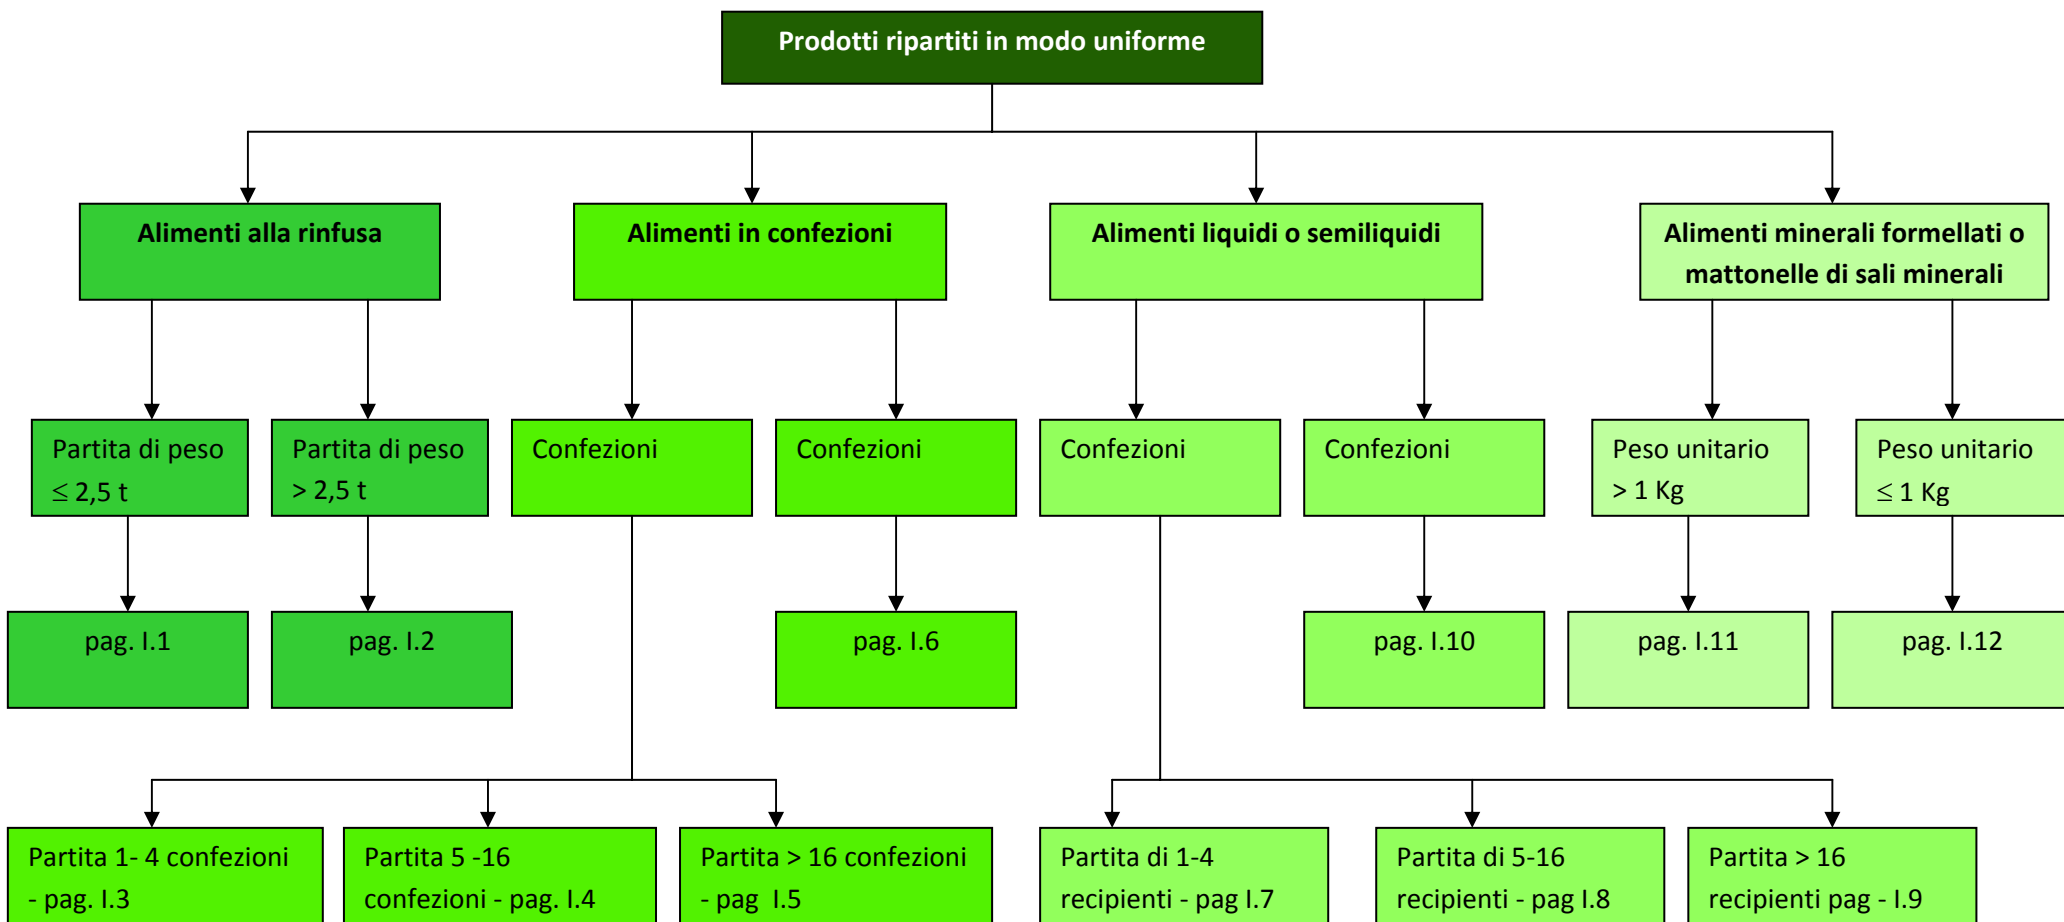 Prodotti ripartiti in modo uniforme
Alimenti alla rinfusa
Alimenti in confezioni
Alimenti liquidi o semiliquidi
Alimenti minerali formellati o
mattonelle di sali minerali
Partita di peso
≤ 2,5 t
Partita di peso
> 2,5 t
Confezioni
Confezioni
Confezioni
Confezioni
Peso unitario
> 1 Kg
Peso unitario
≤ 1 Kg
pag. I.1
pag. I.2
pag. I.6
pag. I.10
pag. I.11
pag. I.12
Partita 1- 4 confezioni
- pag. I.3
Partita 5 -16
confezioni - pag. I.4
Partita > 16 confezioni
- pag  I.5
Partita di 1-4
recipienti - pag I.7
Partita di 5-16
recipienti - pag I.8
Partita > 16
recipienti pag - I.9